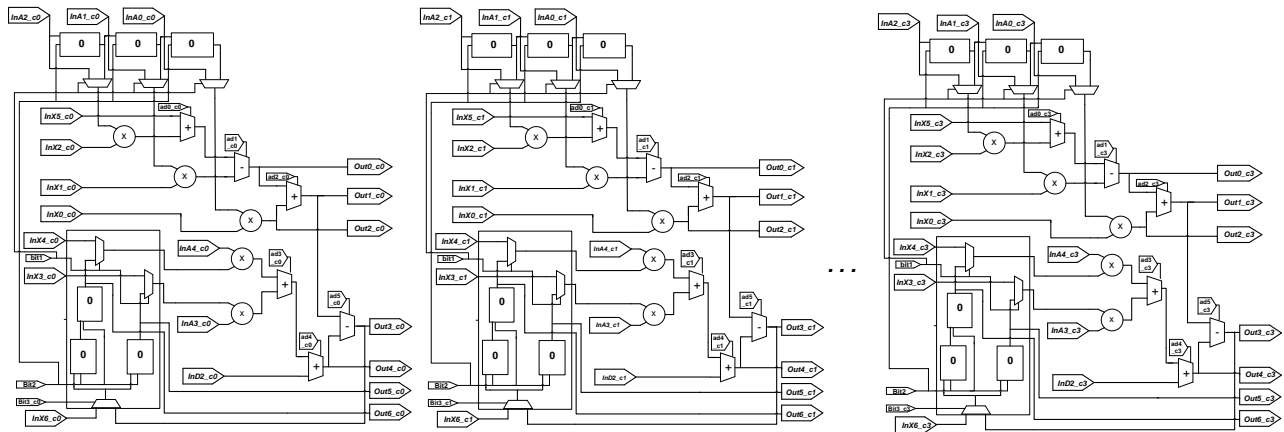 InA2_c0 InA1_c0 InA0_c0
0 0 0
ad0_c0
InX5_c0
+
X
InX2_c0
ad1_c0
-
Out0_c0
X
InX1_c0
ad2_c0
+
Out1_c0
InX0_c0
X
Out2_c0
InX4_c0
InA4_c0
X
bit1
ad3_c0
InX3_c0
+
0
ad5_c0
InA3_c0
X
-
Out3_c0
ad4_c0
0 0
+
Out4_c0
InD2_c0
Bit2
Out5_c0
Bit3_c0
Out6_c0
InX6_c0
InA2_c1 InA1_c1 InA0_c1
0 0 0
ad0_c1
InX5_c1
+
X
InX2_c1
ad1_c1
-
Out0_c1
X
InX1_c1
ad2_c1
+
Out1_c1
InX0_c1
X
Out2_c1
InX4_c1
InA4_c1
X
bit1
ad3_c1
InX3_c1
+
0
ad5_c1
InA3_c1
X
-
Out3_c1
ad4_c1
0 0
+
Out4_c1
InD2_c1
Bit2
Out5_c1
Bit3_c1
Out6_c1
InX6_c1
...
InA2_c3 InA1_c3 InA0_c3
0 0 0
ad0_c3
InX5_c3
+
X
InX2_c3
ad1_c3
-
Out0_c3
X
InX1_c3
ad2_c3
+
Out1_c3
InX0_c3
X
Out2_c3
InX4_c3
InA4_c3
X
bit1
ad3_c3
InX3_c3
+
0
ad5_c3
InA3_c3
X
-
Out3_c3
ad4_c3
0 0
+
Out4_c3
InD2_c3
Bit2
Out5_c3
Bit3_c3
Out6_c3
InX6_c3